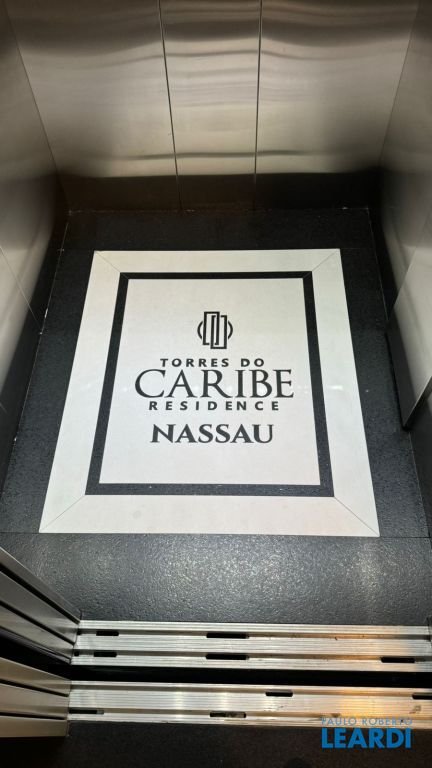 TORRES DO
CARIBE
RESIDENCE
NASSAU
PAULO ROBERTO
LEARDI